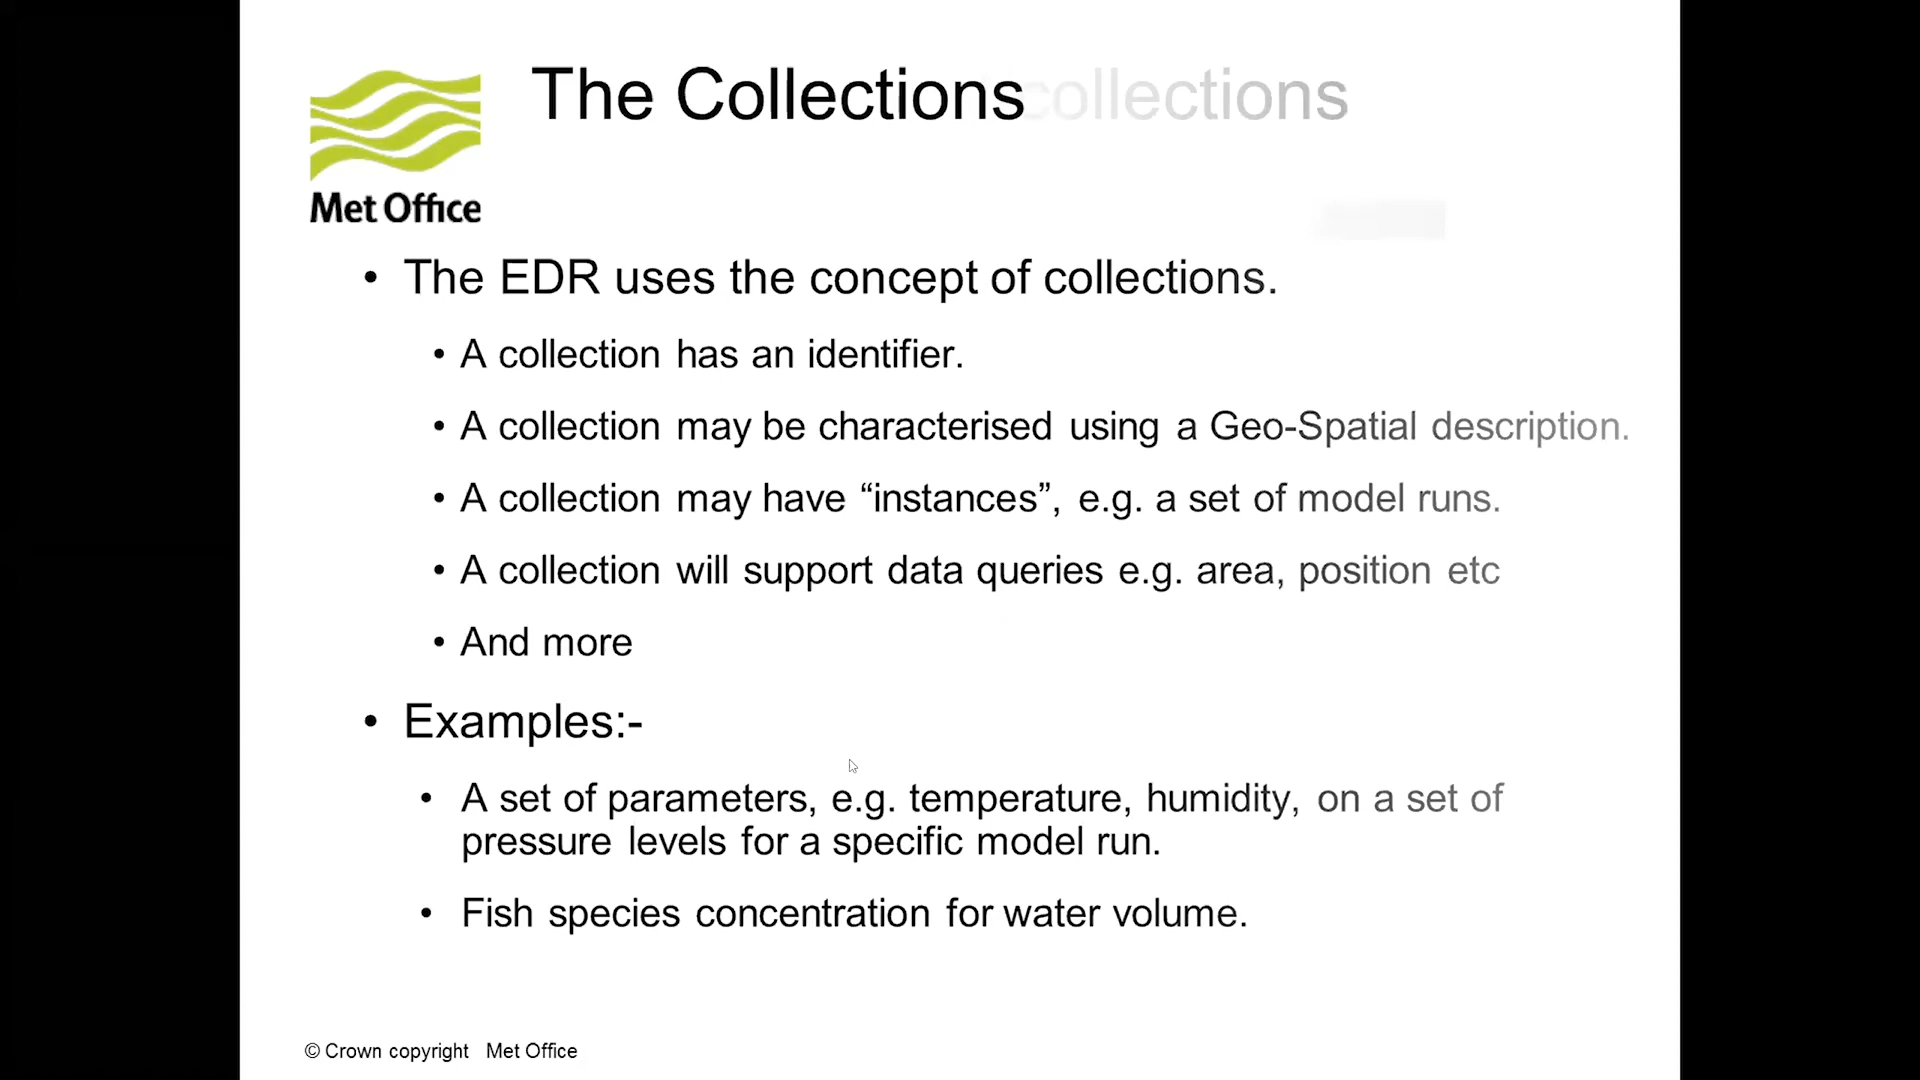 The Collections collections
Met Office
• The EDR uses the concept of collections.
• A collection has an identifier.
• A collection may be characterised using a Geo-Spatial description.
• A collection may have “instances”, e.g. a set of model runs.
• A collection will support data queries e.g. area, position etc
• And more
• Examples:-
• A set of parameters, e.g. temperature, humidity, on a set of
pressure levels for a specific model run.
• Fish species concentration for water volume.
© Crown copyright Met Office